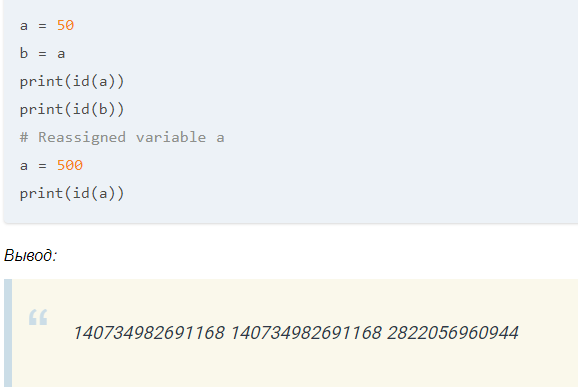 a = 50
b = a
print(id(a))
print(id(b))
# Reassigned variable a
a = 500
print(id(a))
Вывод:
“
140734982691168 140734982691168 2822056960944